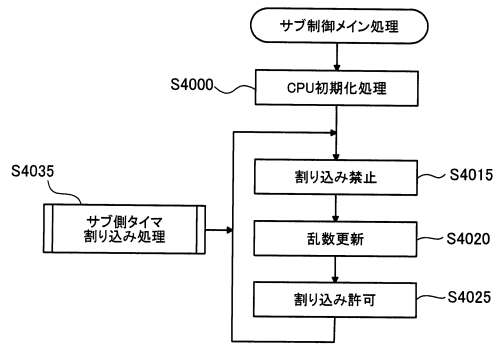 サブ制御メイン処理
S4000
CPU初期化処理
S4035
サブ側タイマ
割り込み処理
割り込み禁止
S4015
乱数更新
S4020
割り込み許可
S4025